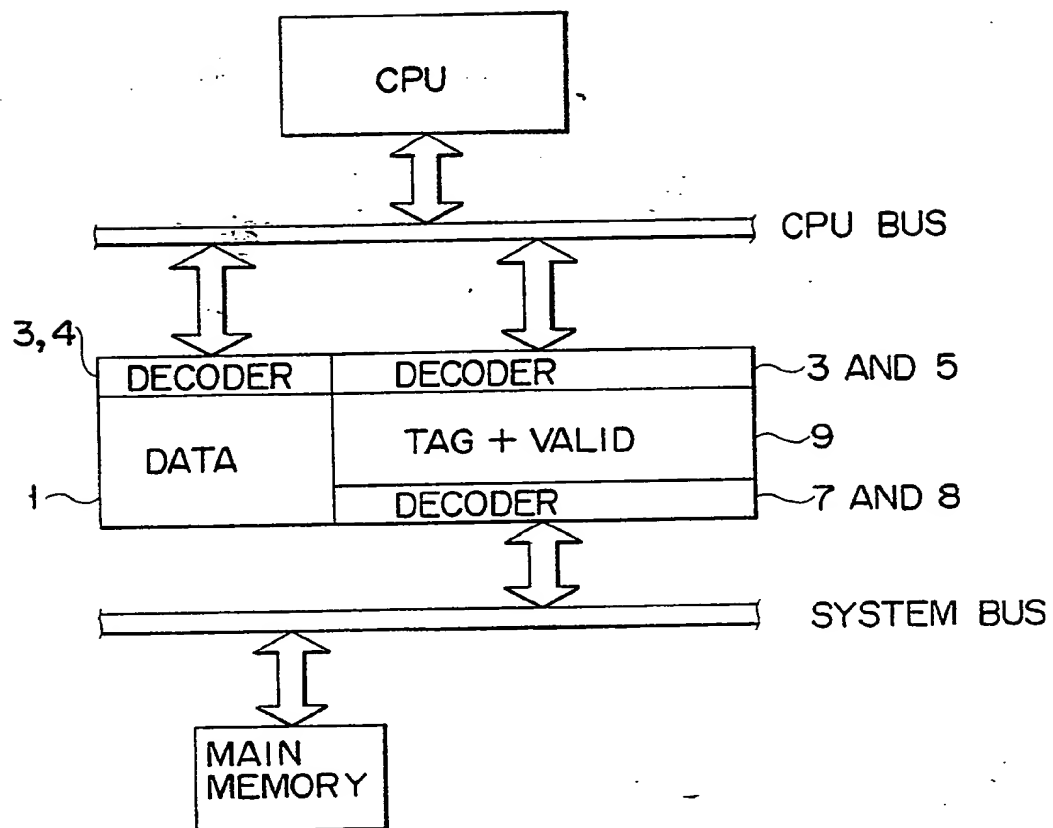 CPU
CPU BUS
3,4
DECODER
DECODER
3 AND 5
DATA
TAG + VALID
9
1
DECODER
7 AND 8
SYSTEM BUS
MAIN
MEMORY